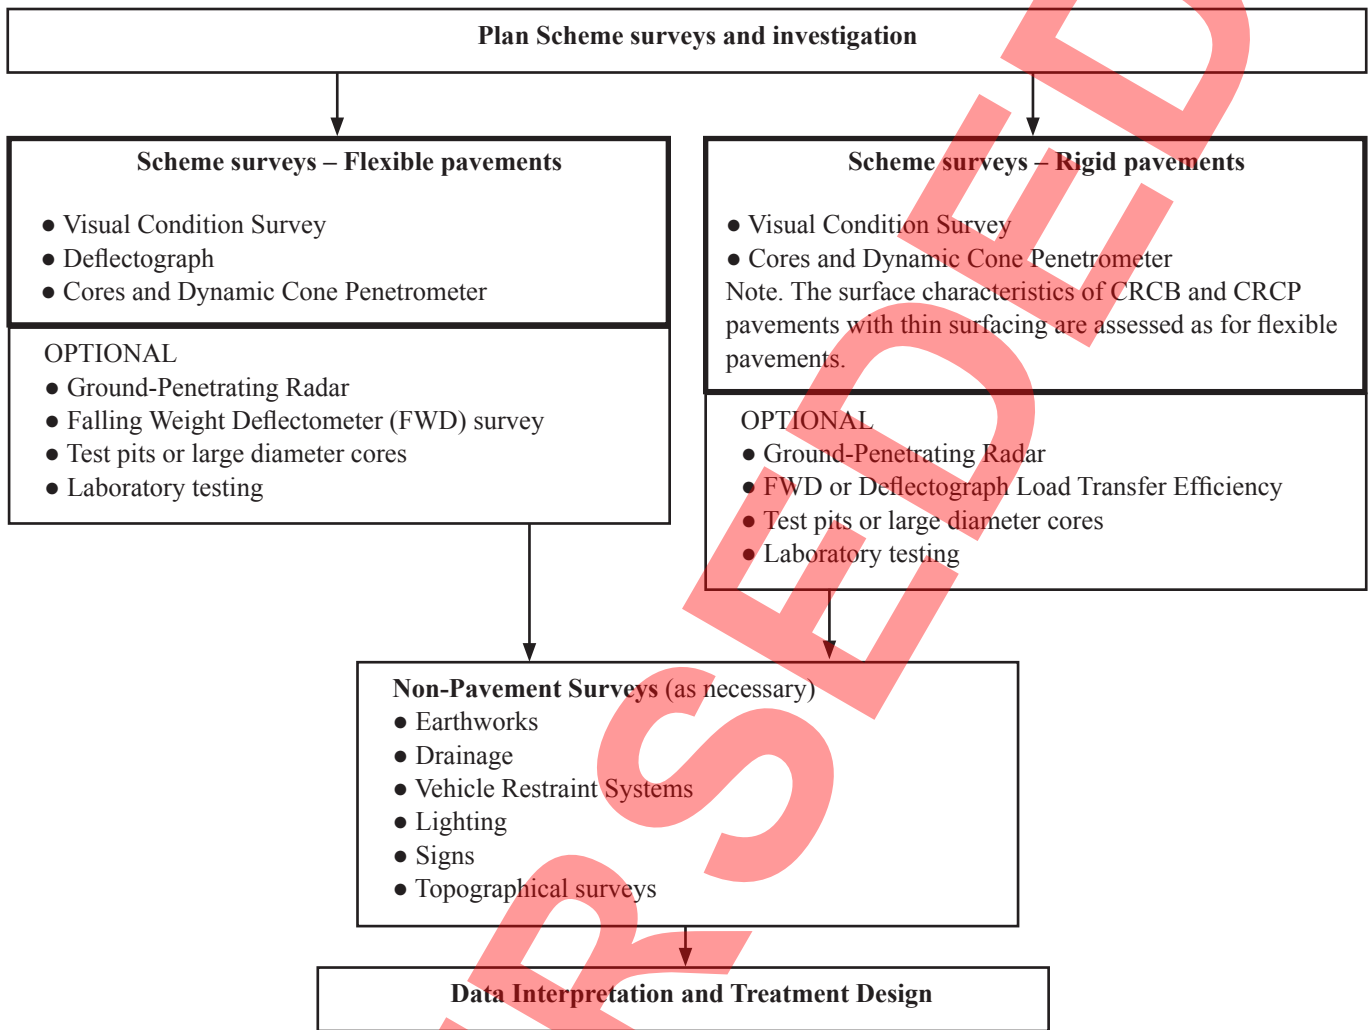 Plan Scheme surveys and investigation
Scheme surveys – Flexible pavements
● Visual Condition Survey
● Deflectograph
● Cores and Dynamic Cone Penetrometer
OPTIONAL
● Ground-Penetrating Radar
● Falling Weight Deflectometer (FWD) survey
● Test pits or large diameter cores
● Laboratory testing
Scheme surveys – Rigid pavements
● Visual Condition Survey
● Cores and Dynamic Cone Penetrometer
Note. The surface characteristics of CRCB and CRCP
pavements with thin surfacing are assessed as for flexible
pavements.
OPTIONAL
● Ground-Penetrating Radar
● FWD or Deflectograph Load Transfer Efficiency
● Test pits or large diameter cores
● Laboratory testing
Non-Pavement Surveys (as necessary)
● Earthworks
● Drainage
● Vehicle Restraint Systems
● Lighting
● Signs
● Topographical surveys
Data Interpretation and Treatment Design
RSEDED